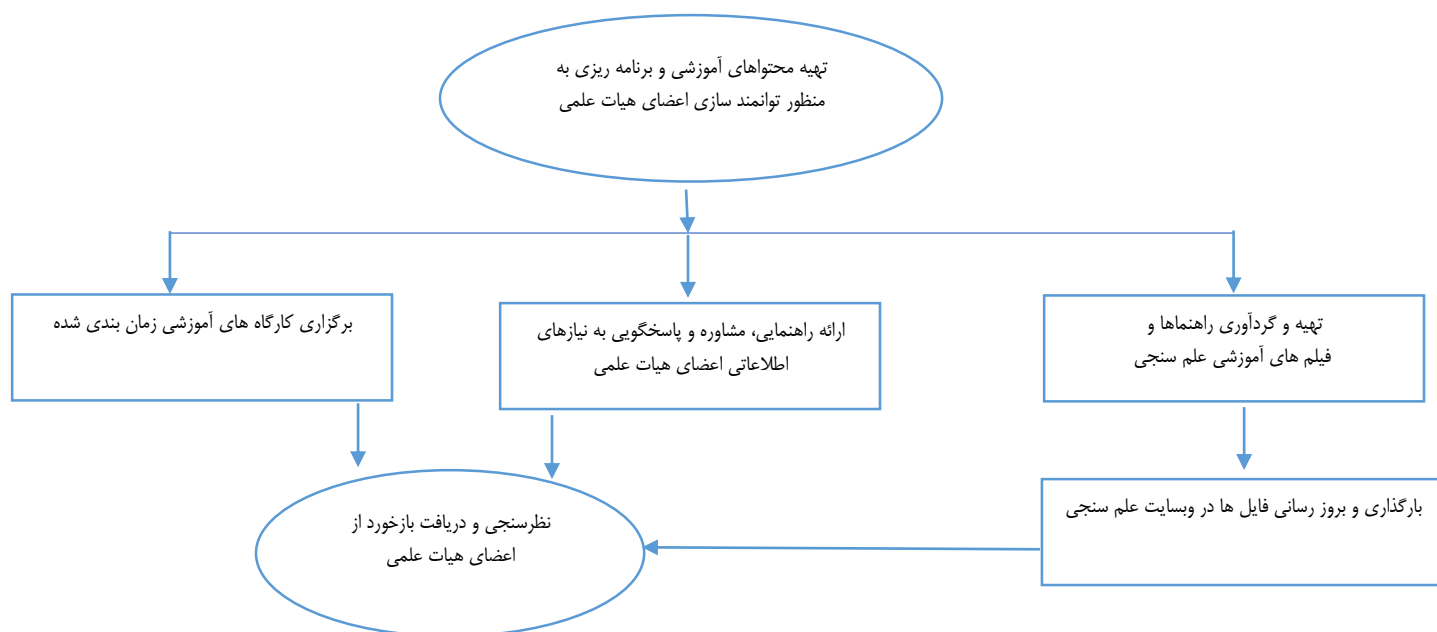 تهیه محتواهای آموزشی و برنامه ریزی به
منظور توانمند سازی اعضای هیات علمی
تهیه و گردآوری راهنماها و
فیلم های آموزشی علم سنجی
ارائه راهنمایی، مشاوره و پاسخگویی به نیازهای
اطلاعاتی اعضای هیات علمی
برگزاری کارگاه های آموزشی زمان بندی شده
بارگذاری و بروز رسانی فایل ها در وبسایت علم سنجی
نظرسنجی و دریافت بازخورد از
اعضای هیات علمی